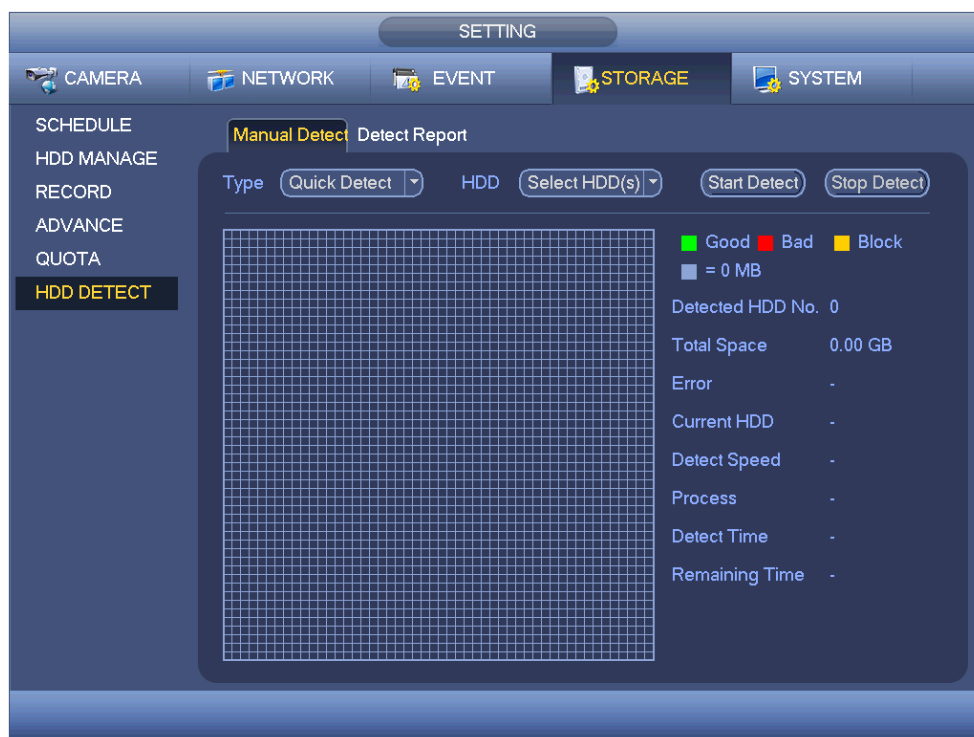 SETTING
CAMERA NETWORK EVENT STORAGE SYSTEM
SCHEDULE
HDD MANAGE
RECORD
ADVANCE
QUOTA
HDD DETECT
Manual Detect Detect Report
Type Quick Detect HDD Select HDD(s) Start Detect Stop Detect
Good Bad Block
= 0 MB
Detected HDD No. 0
Total Space 0.00 GB
Error -
Current HDD -
Detect Speed -
Process -
Detect Time -
Remaining Time -